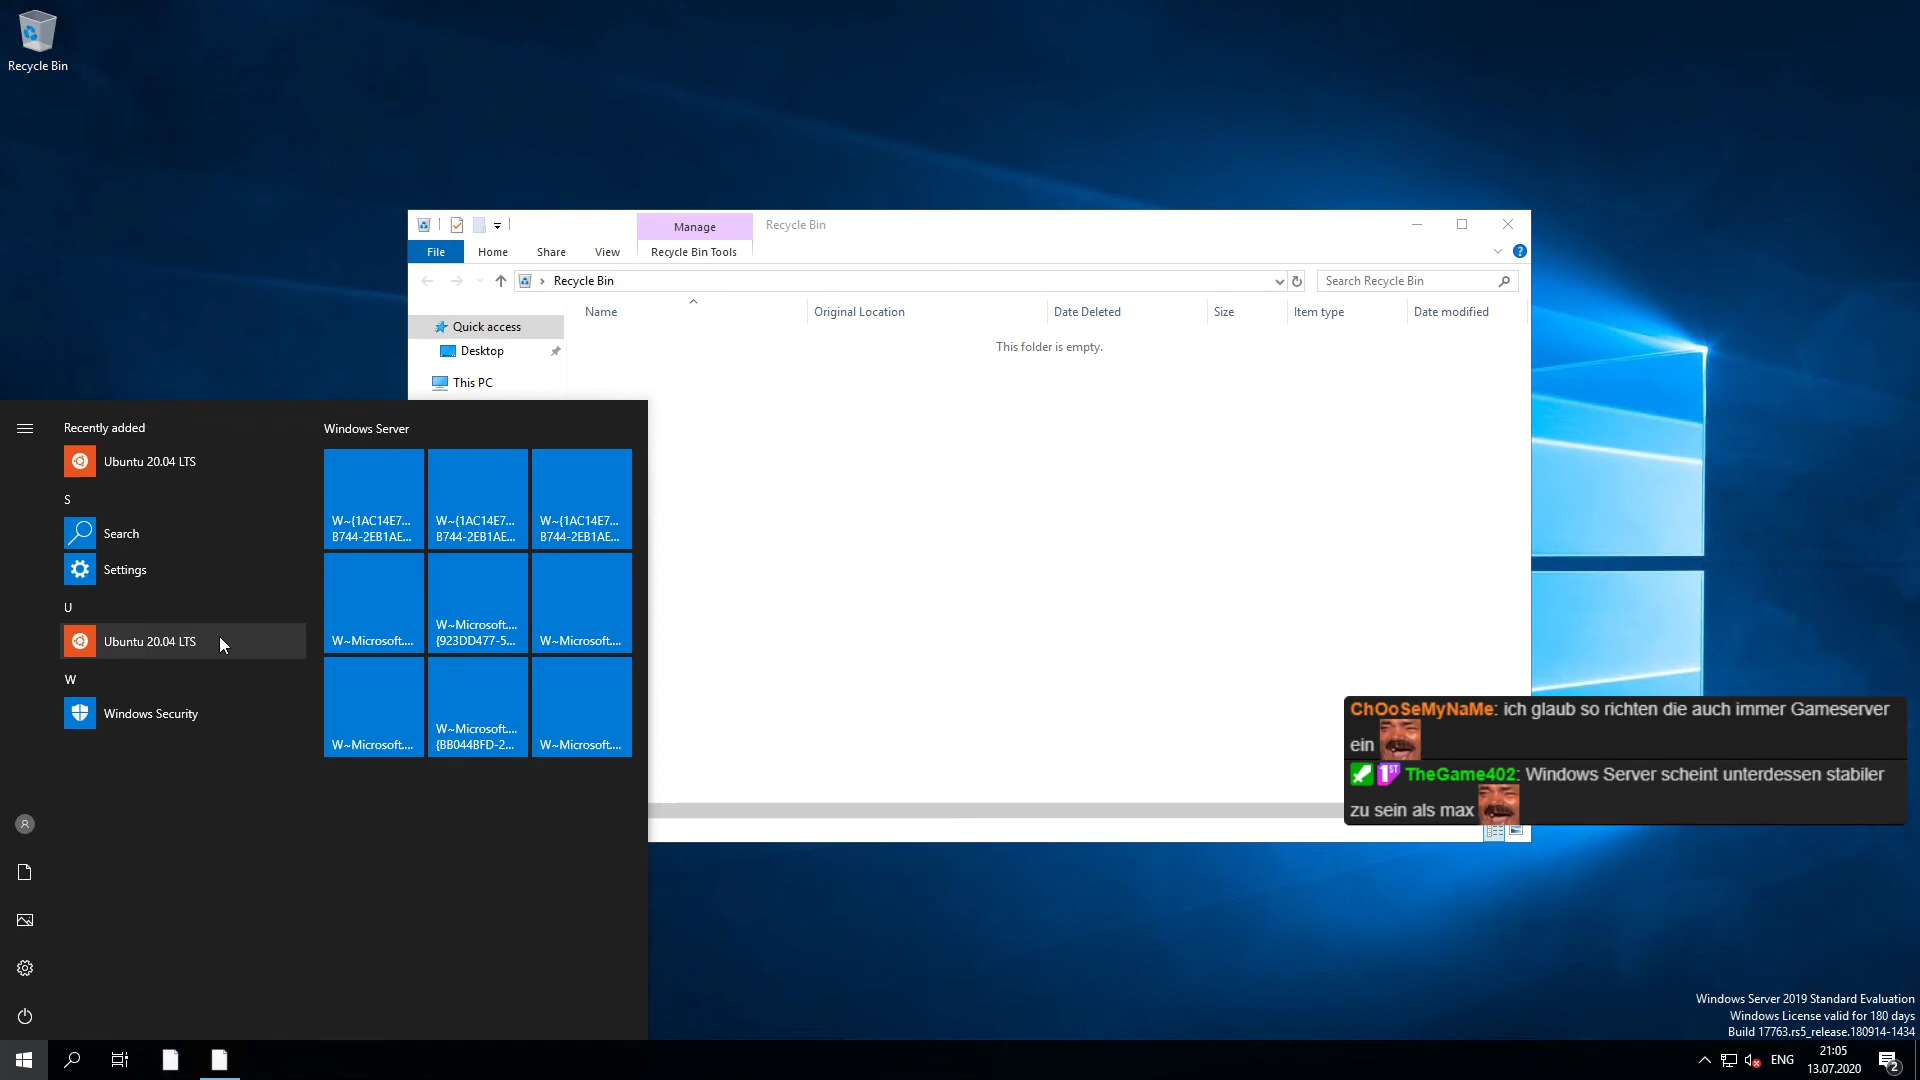 Recycle Bin
Manage
Recycle Bin
File
Home
Share
View
Recycle Bin Tools
Recycle Bin
Search Recycle Bin
Name
Original Location
Date Deleted
Size
Item type
Date modified
Quick access
Desktop
This PC
This folder is empty.
Recently added
Ubuntu 20.04 LTS
S
Search
Settings
U
Ubuntu 20.04 LTS
W
Windows Security
Windows Server
W~{1AC14E7...
B744-2EB1AE...
W~{1AC14E7...
B744-2EB1AE...
W~{1AC14E7...
B744-2EB1AE...
W~Microsoft....
W~Microsoft....
{923DD477-5...
W~Microsoft....
W~Microsoft....
W~Microsoft....
{BB044BFD-2...
W~Microsoft....
ChOoSeMyNaMe: ich glaub so richten die auch immer Gameserver
ein
1ST TheGame402: Windows Server scheint unterdessen stabiler
zu sein als max
Windows Server 2019 Standard Evaluation
Windows License valid for 180 days
Build 17763.rs5_release.180914-1434
ENG
21:05
13.07.2020
2